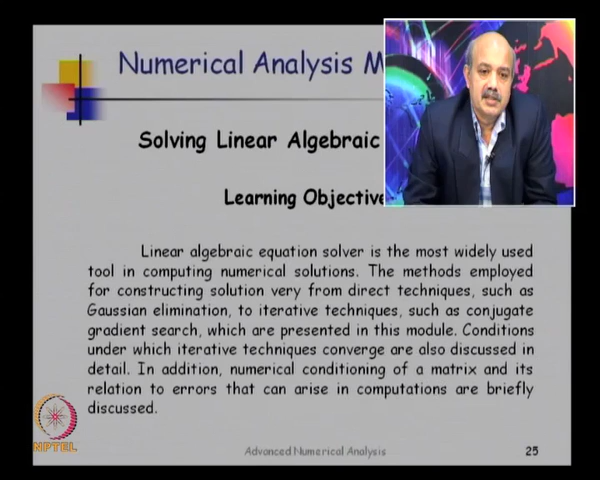 Numerical Analysis M
Solving Linear Algebraic
Learning Objective
Linear algebraic equation solver is the most widely used
tool in computing numerical solutions. The methods employed
for constructing solution very from direct techniques, such as
Gaussian elimination, to iterative techniques, such as conjugate
gradient search, which are presented in this module. Conditions
under which iterative techniques converge are also discussed in
detail. In addition, numerical conditioning of a matrix and its
relation to errors that can arise in computations are briefly
discussed.
NPTEL
Advanced Numerical Analysis 25